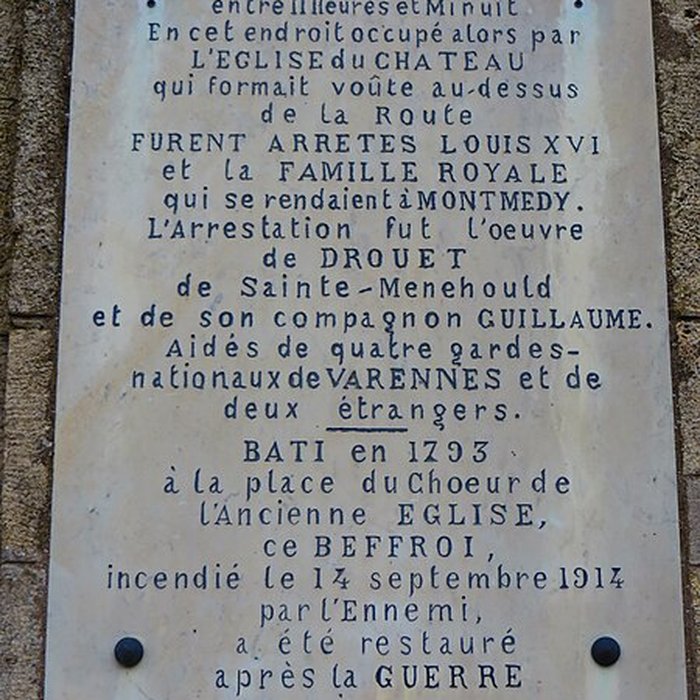 entre 11 Heures et Minuit
En cet endroit occupé alors par
L'EGLISE du CHATEAU
qui formait voûte au-dessus
de la Route
FURENT ARRETES LOUIS XVI
et la FAMILLE ROYALE
qui se rendaient à MONTMEDY.
L'Arrestation fut l'oeuvre
de DROUET
de Sainte-Menehould
et de son compagnon GUILLAUME.
Aidés de quatre gardes-
nationaux de VARENNES et de
deux étrangers.
BATI en 1793
à la place du Choeur de
l'Ancienne EGLISE,
ce BEFFROI,
incendié le 14 septembre 1914
par l'Ennemi,
a été restauré
après la GUERRE